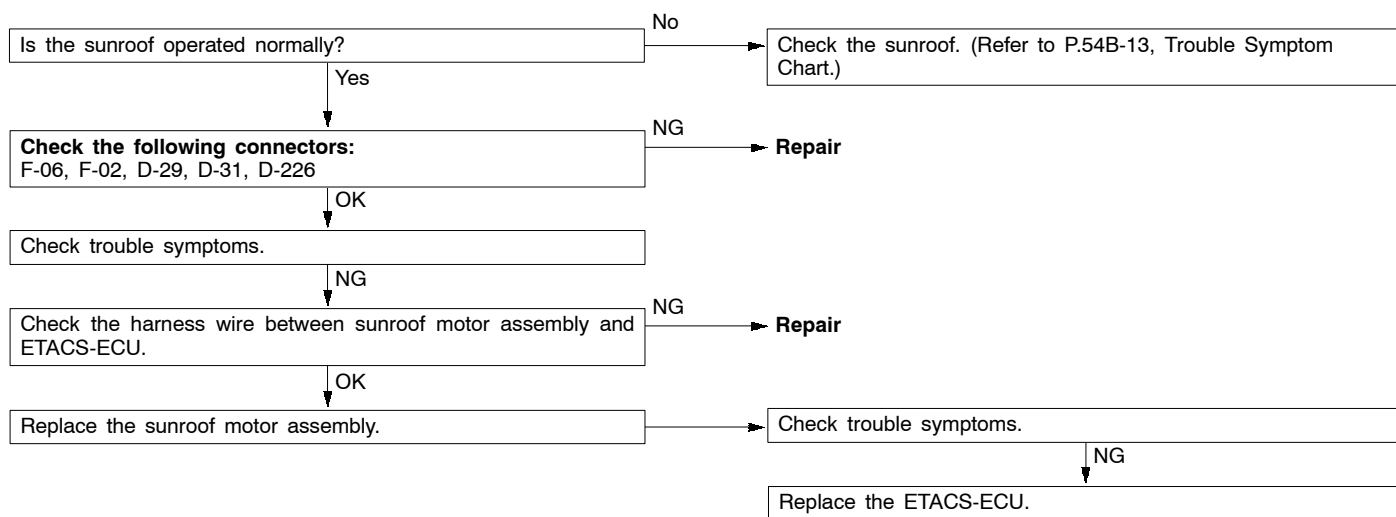 No
Is the sunroof operated normally?
Check the sunroof. (Refer to P.54B-13, Trouble Symptom
Chart.)
Yes
Check the following connectors:
F-06, F-02, D-29, D-31, D-226
NG
Repair
OK
Check trouble symptoms.
NG
Check the harness wire between sunroof motor assembly and
ETACS-ECU.
NG
Repair
OK
Replace the sunroof motor assembly.
Check trouble symptoms.
NG
Replace the ETACS-ECU.